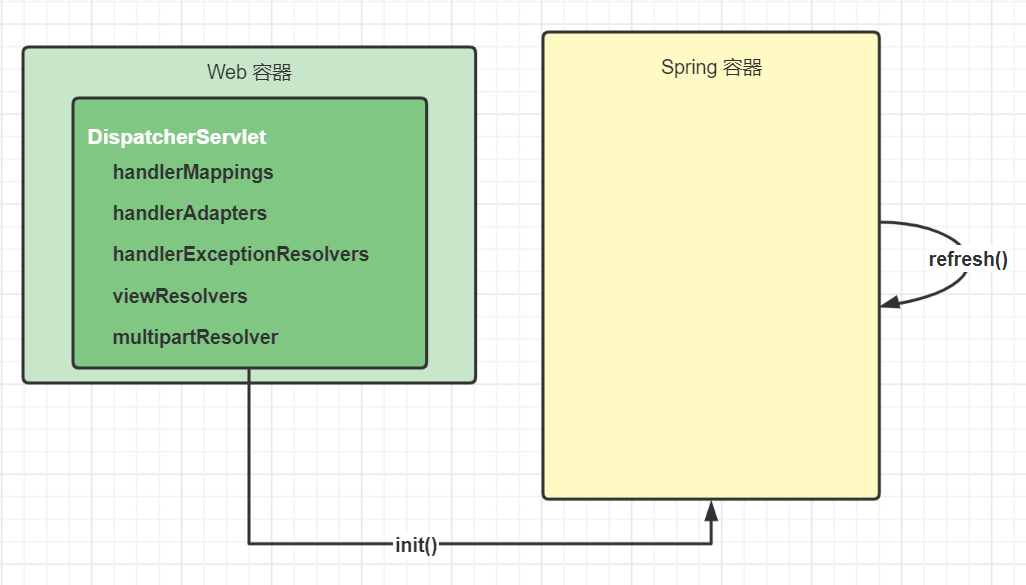 Web 容器
DispatcherServlet
handlerMappings
handlerAdapters
handlerExceptionResolvers
viewResolvers
multipartResolver
Spring 容器
refresh()
init()